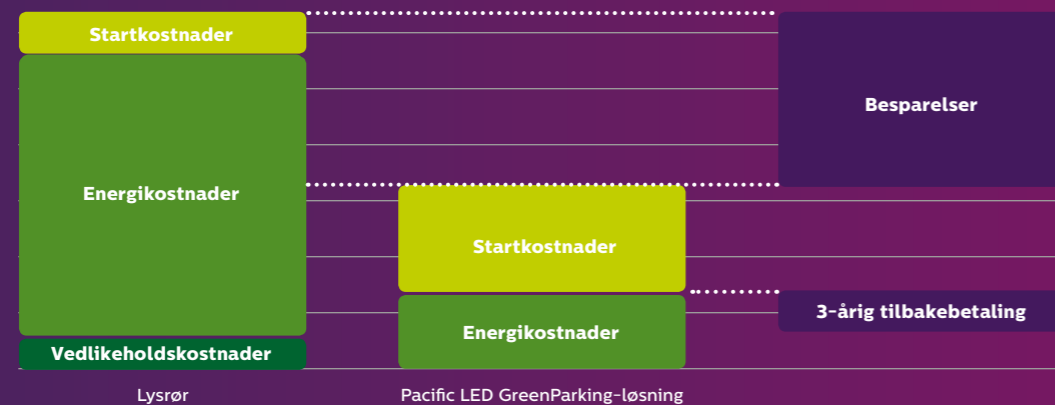 Startkostnader
Energikostnader
Vedlikeholdskostnader
Lysrør
Startkostnader
Energikostnader
Pacific LED GreenParking-løsning
Besparelser
3-årig tilbakebetaling